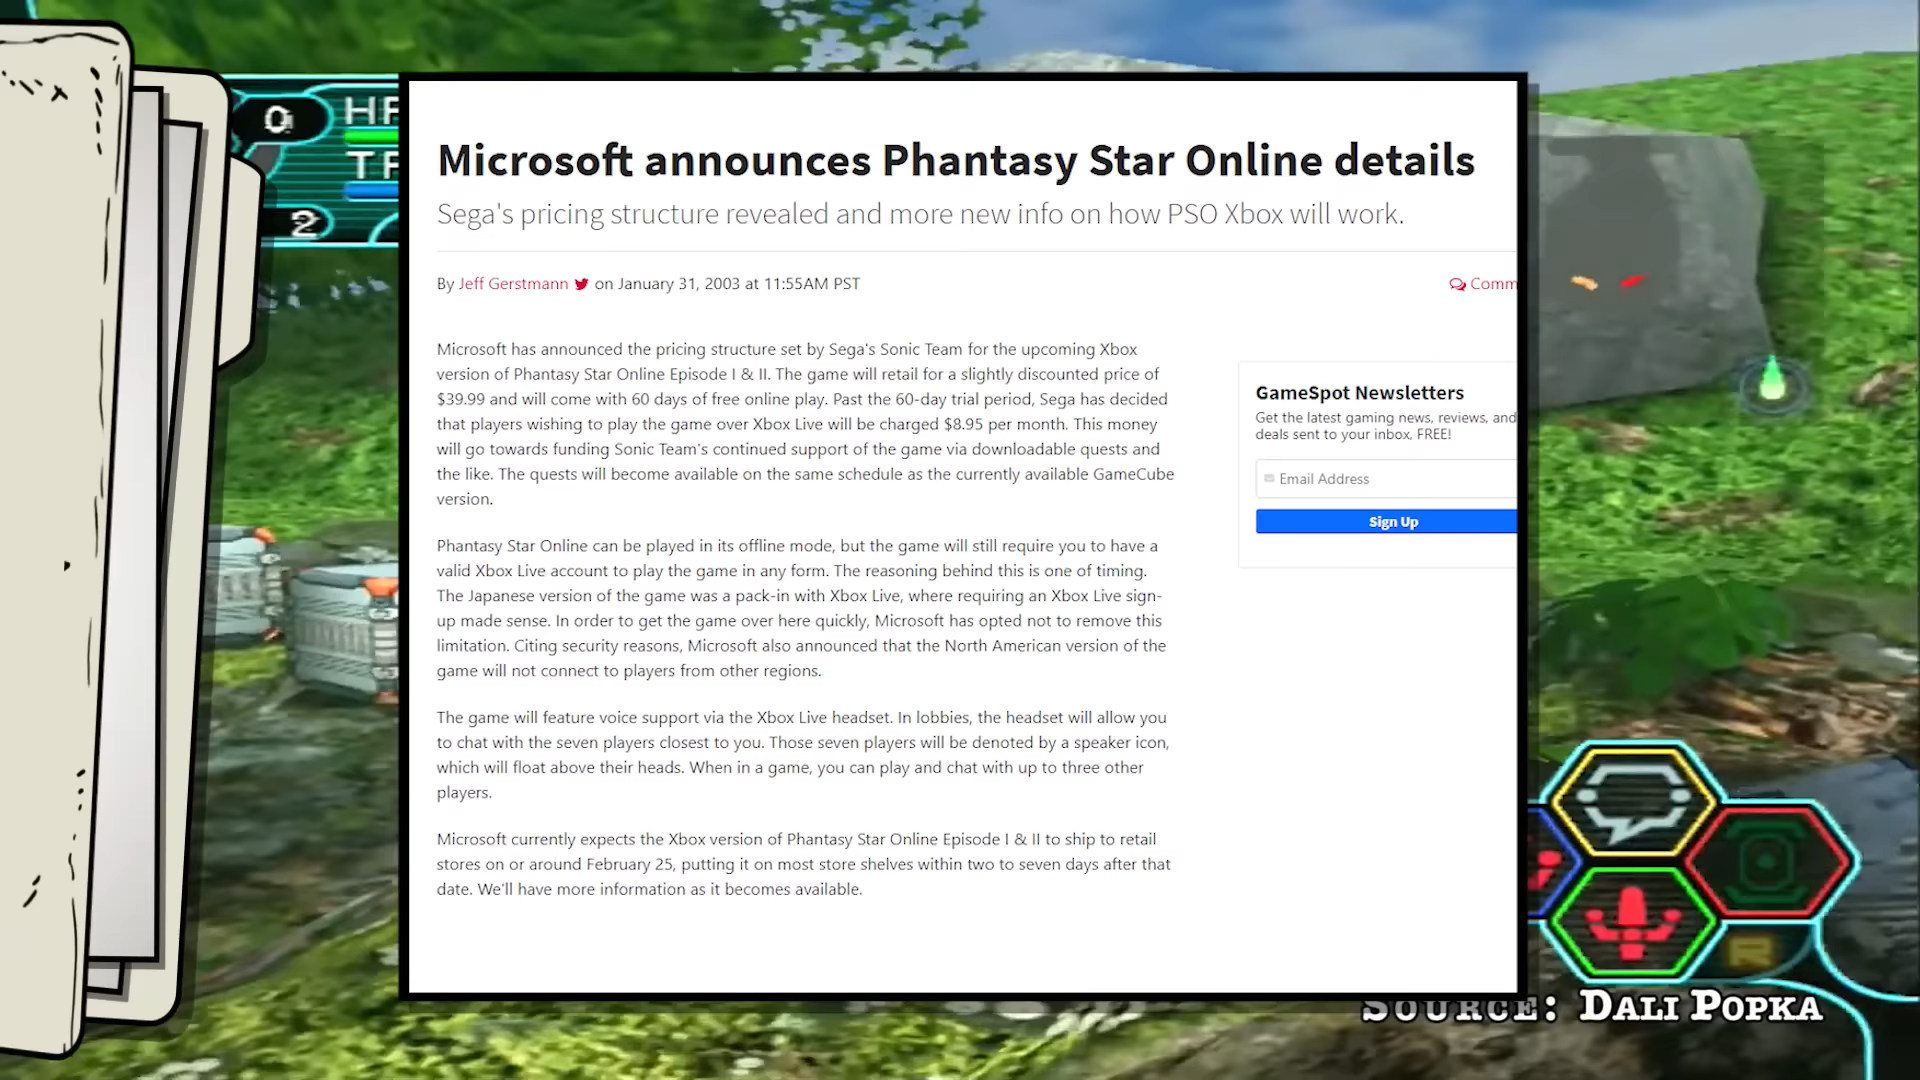 0
HP
TP
2
Microsoft announces Phantasy Star Online details
Sega's pricing structure revealed and more new info on how PSO Xbox will work.
By Jeff Gerstmann on January 31, 2003 at 11:55AM PST
Comm
Microsoft has announced the pricing structure set by Sega's Sonic Team for the upcoming Xbox
version of Phantasy Star Online Episode I & II. The game will retail for a slightly discounted price of
$39.99 and will come with 60 days of free online play. Past the 60-day trial period, Sega has decided
that players wishing to play the game over Xbox Live will be charged $8.95 per month. This money
will go towards funding Sonic Team's continued support of the game via downloadable quests and
the like. The quests will become available on the same schedule as the currently available GameCube
version.
Phantasy Star Online can be played in its offline mode, but the game will still require you to have a
valid Xbox Live account to play the game in any form. The reasoning behind this is one of timing.
The Japanese version of the game was a pack-in with Xbox Live, where requiring an Xbox Live sign-
up made sense. In order to get the game over here quickly, Microsoft has opted not to remove this
limitation. Citing security reasons, Microsoft also announced that the North American version of the
game will not connect to players from other regions.
The game will feature voice support via the Xbox Live headset. In lobbies, the headset will allow you
to chat with the seven players closest to you. Those seven players will be denoted by a speaker icon,
which will float above their heads. When in a game, you can play and chat with up to three other
players.
Microsoft currently expects the Xbox version of Phantasy Star Online Episode I & II to ship to retail
stores on or around February 25, putting it on most store shelves within two to seven days after that
date. We'll have more information as it becomes available.
GameSpot Newsletters
Get the latest gaming news, reviews, and
deals sent to your inbox, FREE!
Email Address
Sign Up
R
SOURCE: DALI POPKA